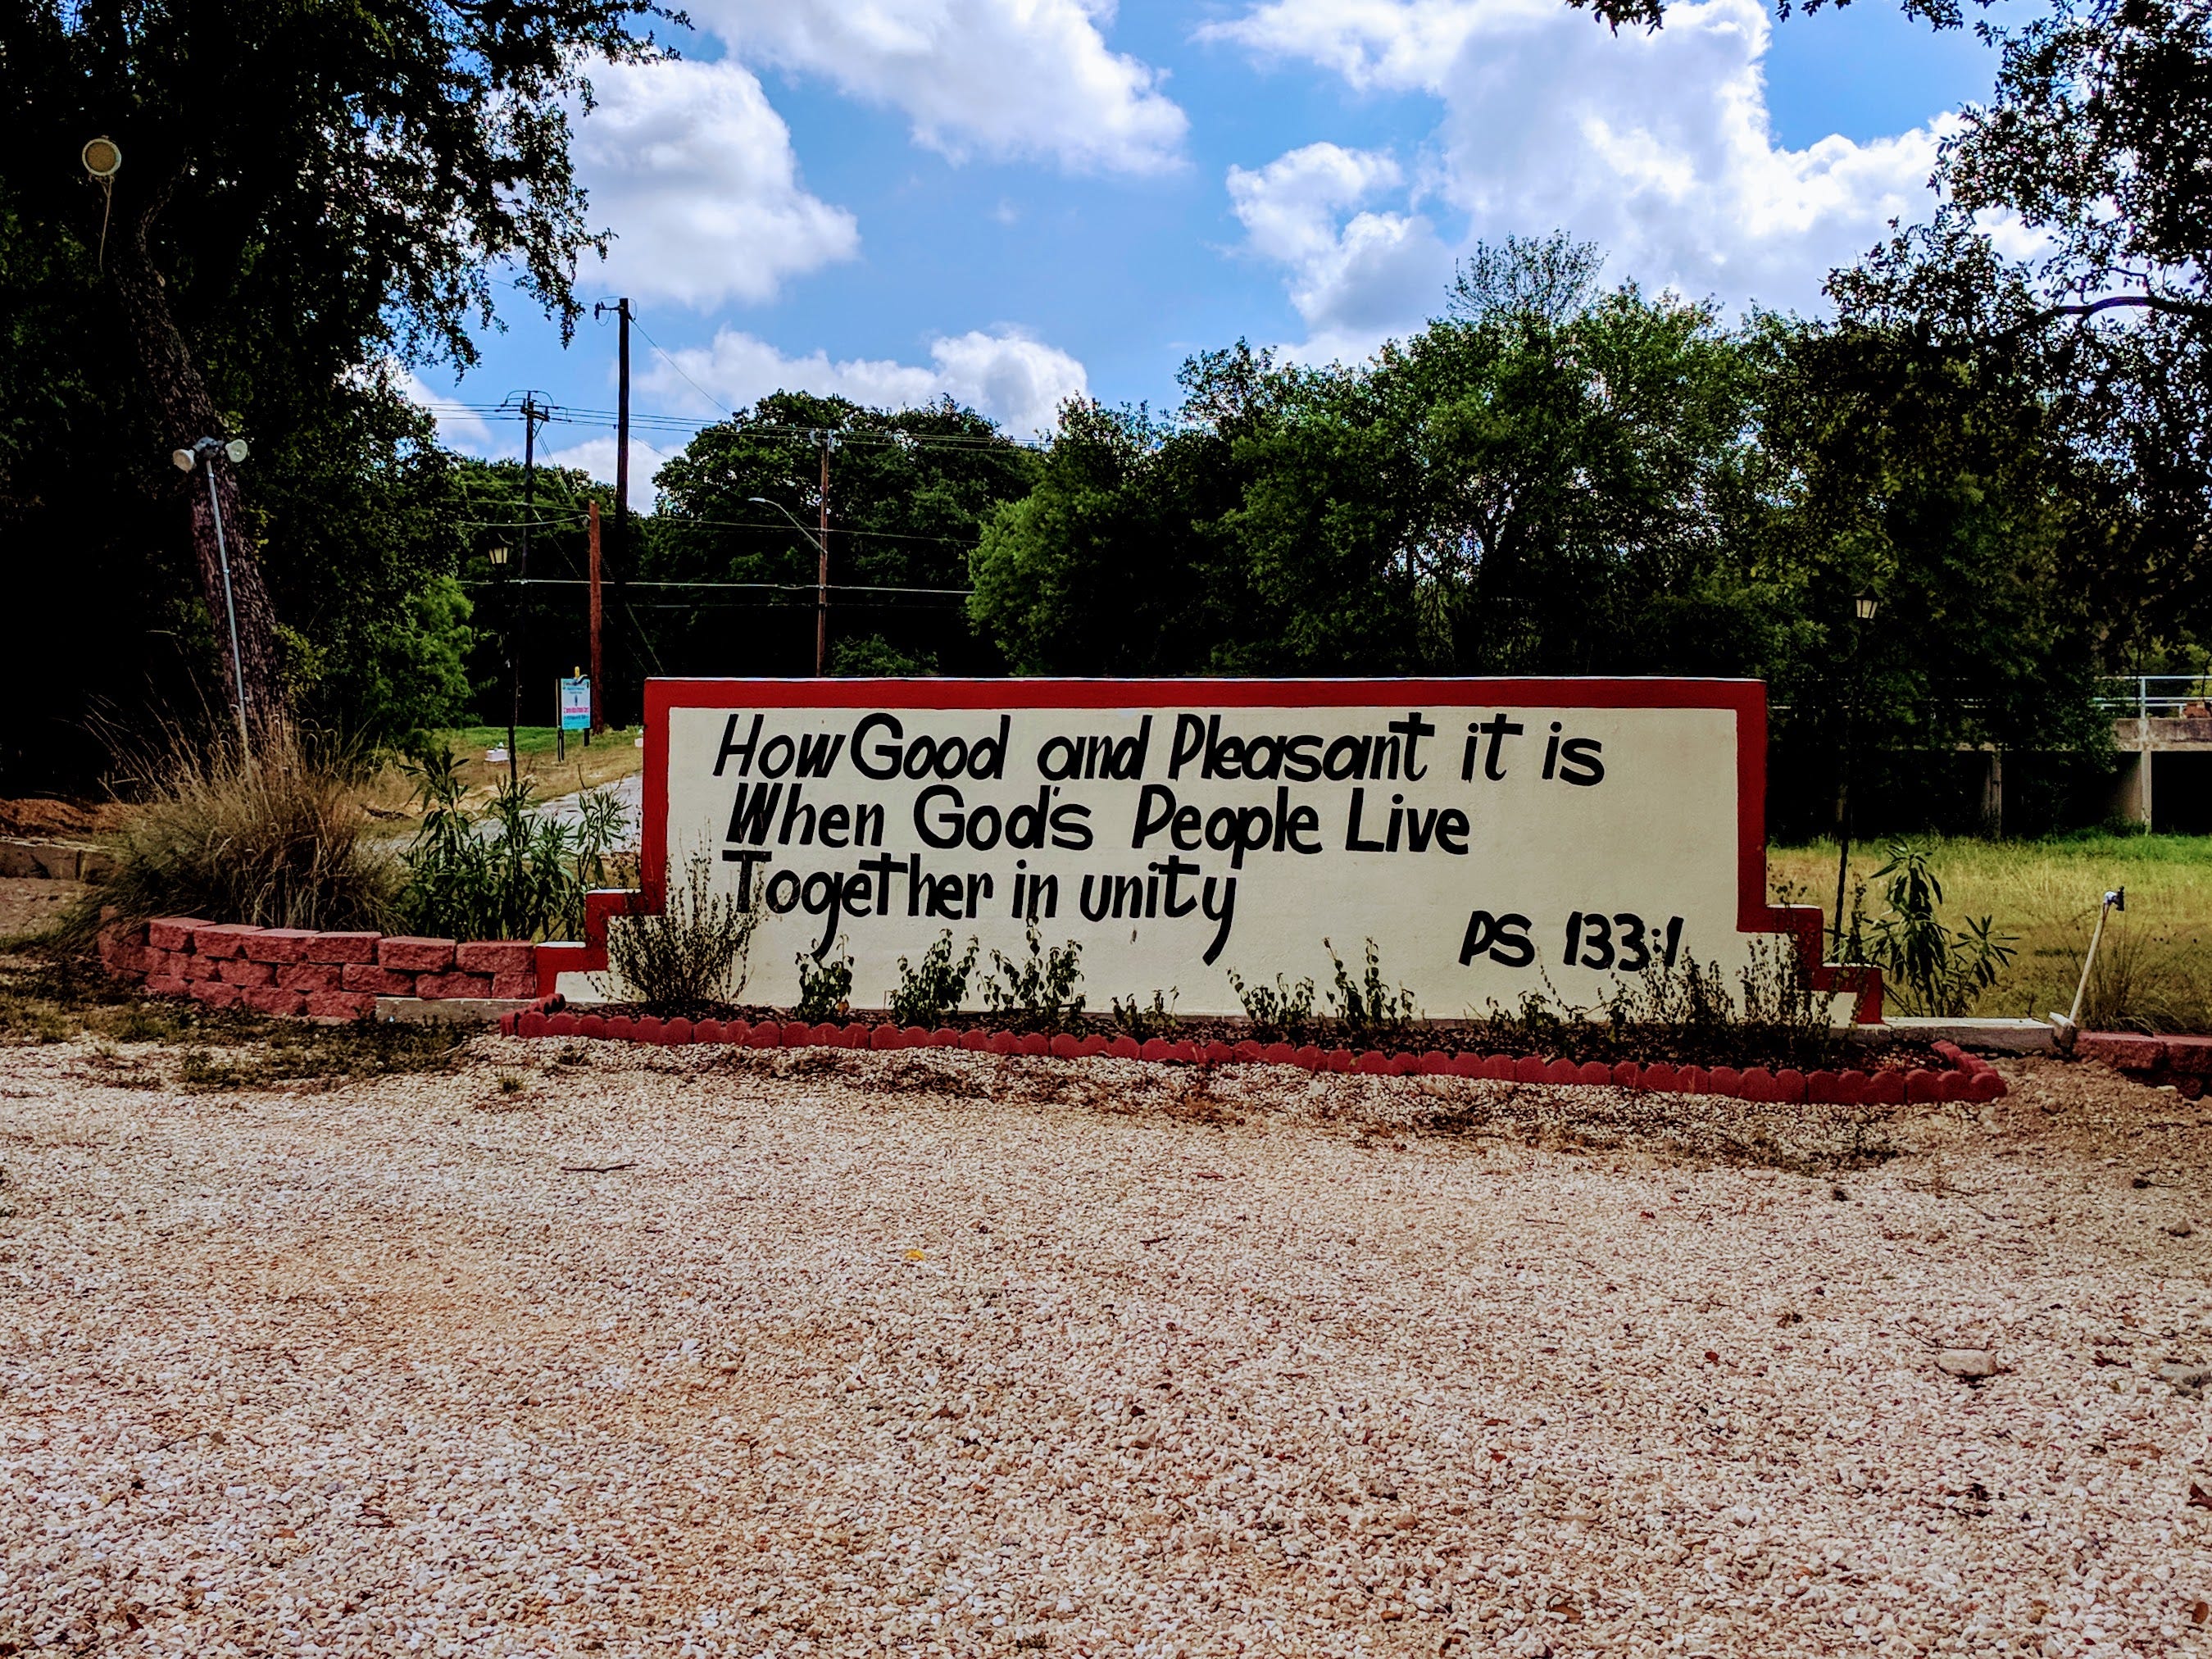 How Good and Pleasant it is
When God's People Live
Together in unity
PS 133:1